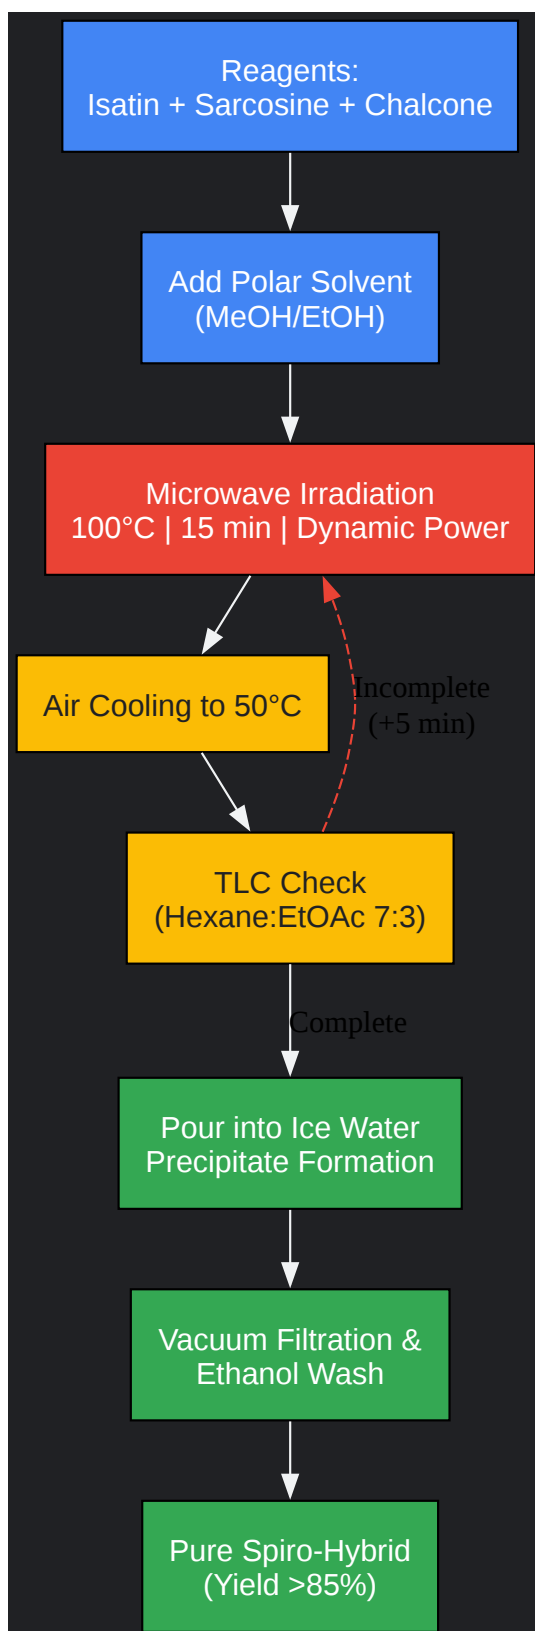 Reagents:
Isatin + Sarcosine + Chalcone
Add Polar Solvent
(MeOH/EtOH)
Microwave Irradiation
100°C | 15 min | Dynamic Power
Air Cooling to 50°C
Incomplete
(+5 min)
TLC Check
(Hexane:EtOAc 7:3)
Complete
Pour into Ice Water
Precipitate Formation
Vacuum Filtration &
Ethanol Wash
Pure Spiro-Hybrid
(Yield >85%)